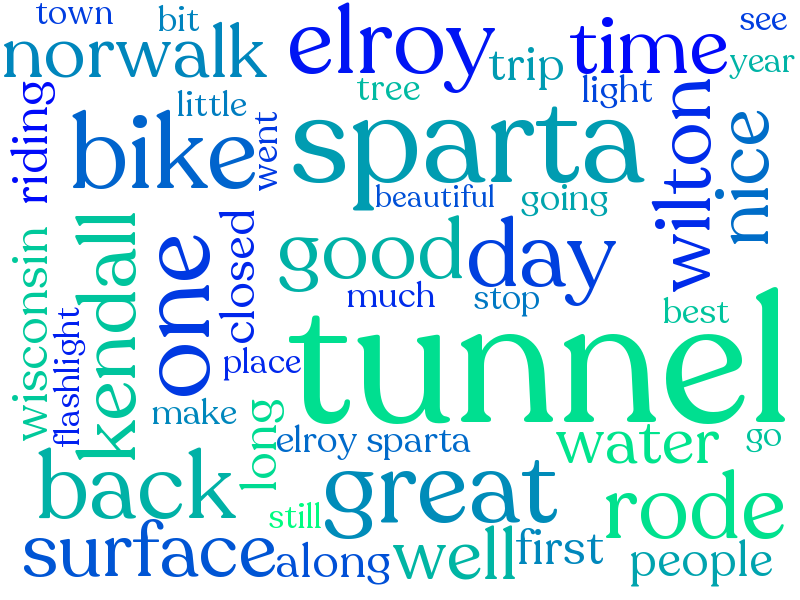 town
bit
norwalk
elroy
time
see
trip
year
tree
light
little
riding
bike
went
sparta
wilton
nice
beautiful
going
wisconsin
kendall
one
closed
good
day
much
stop
flashlight
place
tunnel
best
make
long
elroy sparta
water
go
back
still
great
rode
surface
along
well
first
people